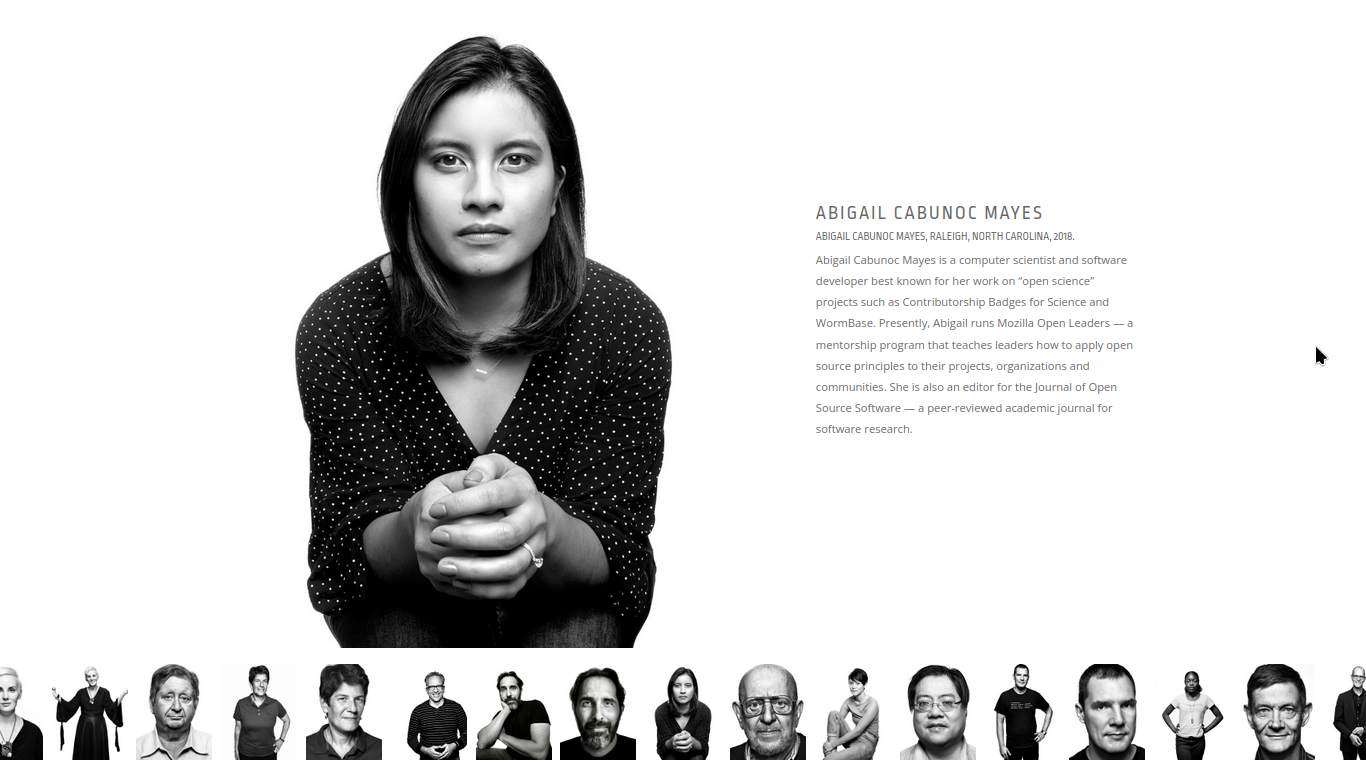 ABIGAIL CABUNOC MAYES
ABIGAIL CABUNOC MAYES, RALEIGH, NORTH CAROLINA, 2018.
Abigail Cabunoc Mayes is a computer scientist and software
developer best known for her work on “open science”
projects such as Contributorship Badges for Science and
WormBase. Presently, Abigail runs Mozilla Open Leaders — a
mentorship program that teaches leaders how to apply open
source principles to their projects, organizations and
communities. She is also an editor for the Journal of Open
Source Software — a peer-reviewed academic journal for
software research.